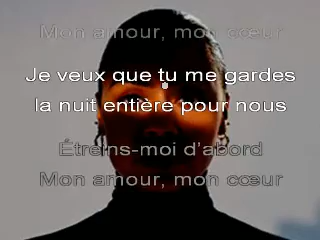 Mon amour, mon cœur
Je veux que tu me gardes
la nuit entière pour nous
Étreins-moi d'abord
Mon amour, mon cœur